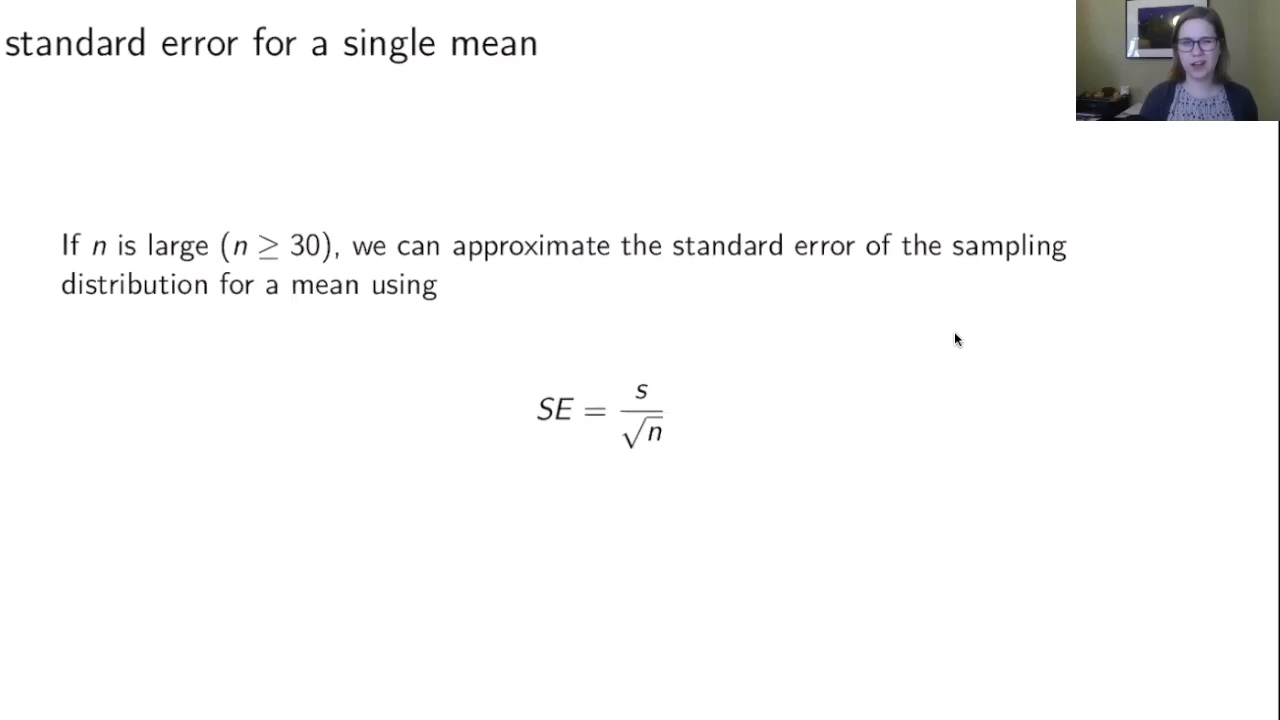 standard error for a single mean
If n is large (n ≥ 30), we can approximate the standard error of the sampling
distribution for a mean using
SE = s/√n